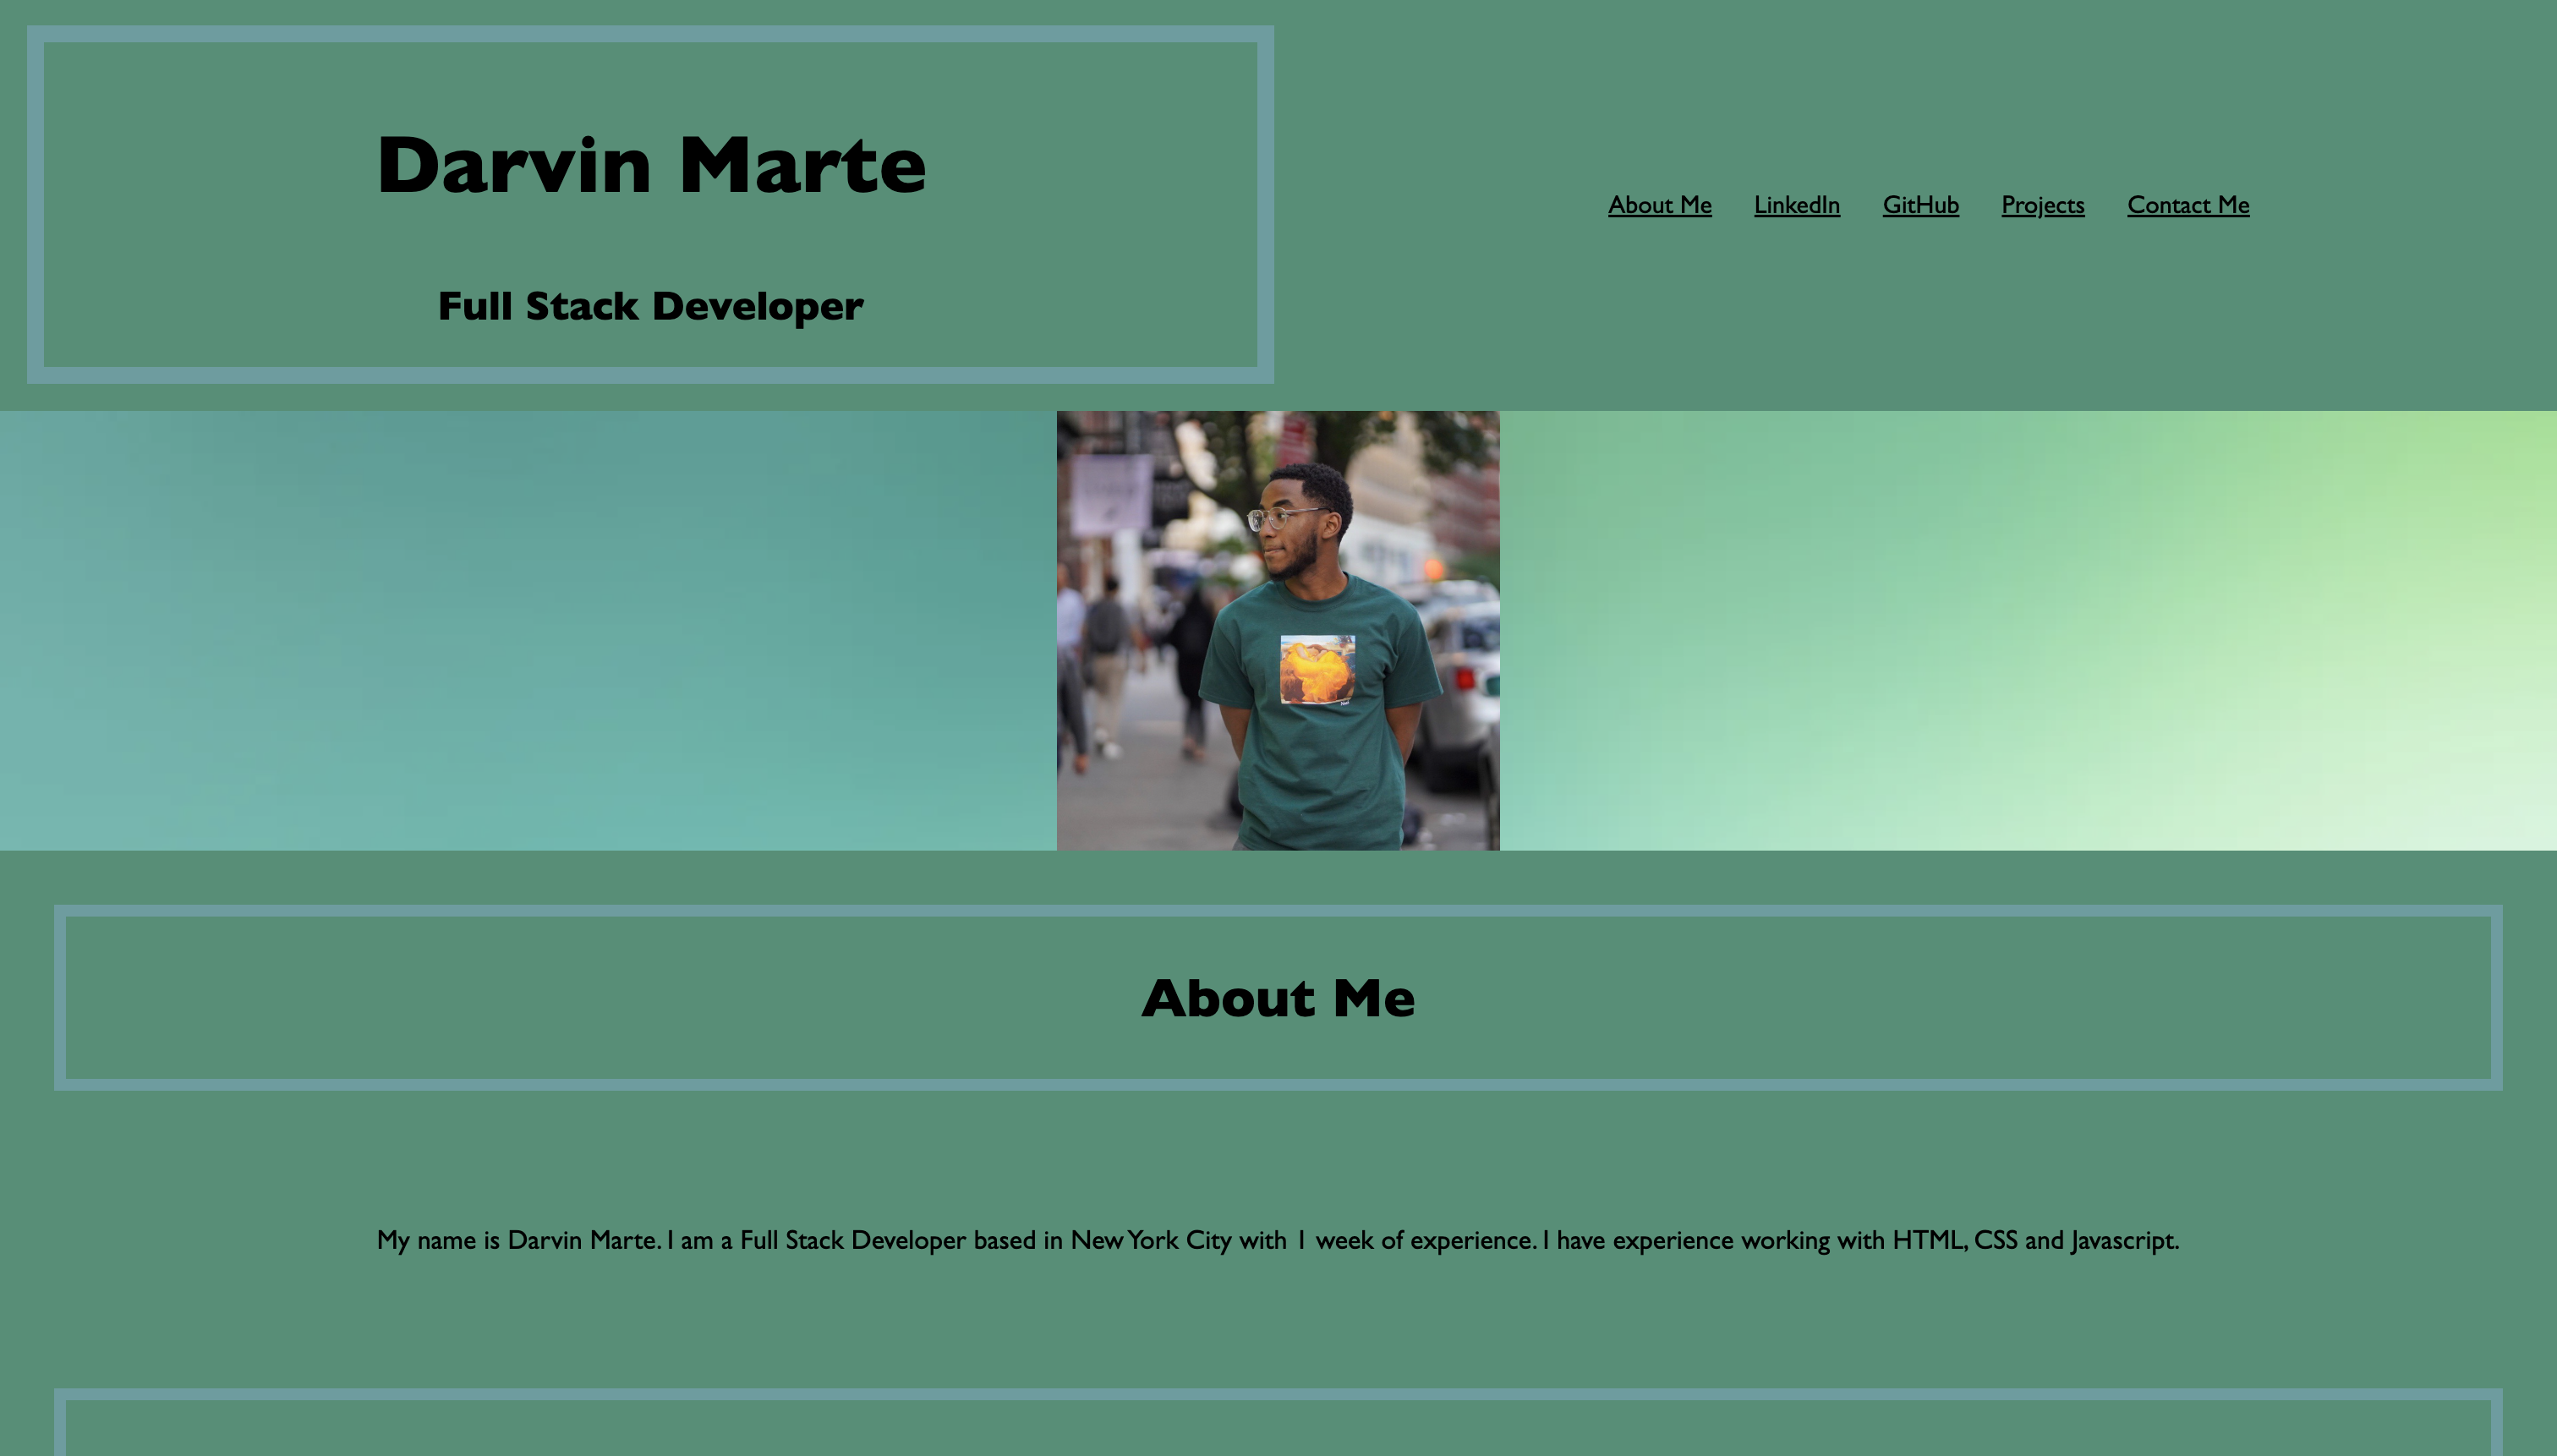 Darvin Marte
Full Stack Developer
About Me LinkedIn GitHub Projects Contact Me
About Me
My name is Darvin Marte. I am a Full Stack Developer based in New York City with 1 week of experience. I have experience working with HTML, CSS and Javascript.